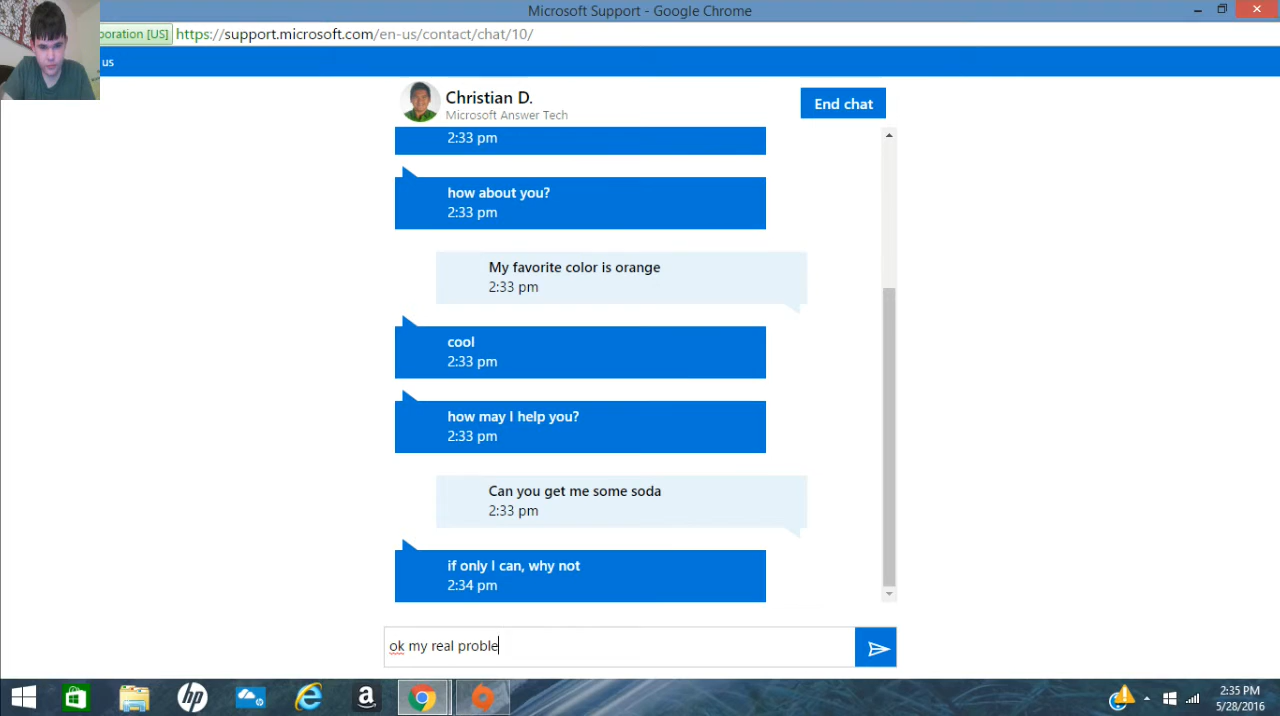 Microsoft Support - Google Chrome
oporation [US] https://support.microsoft.com/en-us/contact/chat/10/
us
Christian D.
Microsoft Answer Tech
End chat
2:33 pm
how about you?
2:33 pm
My favorite color is orange
2:33 pm
cool
2:33 pm
how may I help you?
2:33 pm
Can you get me some soda
2:33 pm
if only I can, why not
2:34 pm
ok my real proble
hp
a
2:35 PM
5/28/2016